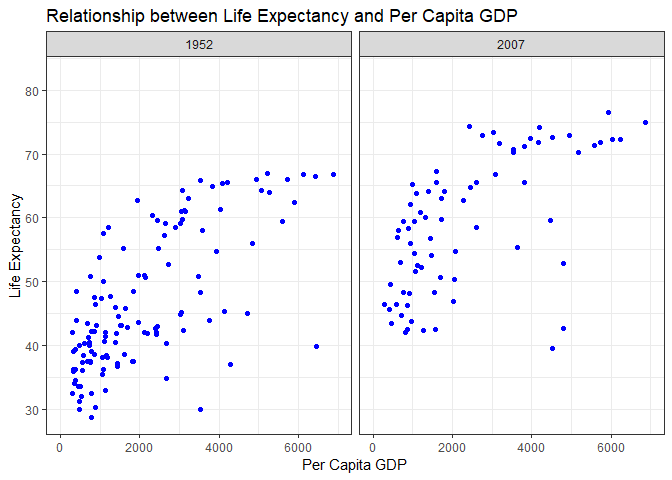 Relationship between Life Expectancy and Per Capita GDP
1952 2007
80
70
60
50
40
30
Life Expectancy
0 2000 4000 6000 0 2000 4000 6000
Per Capita GDP